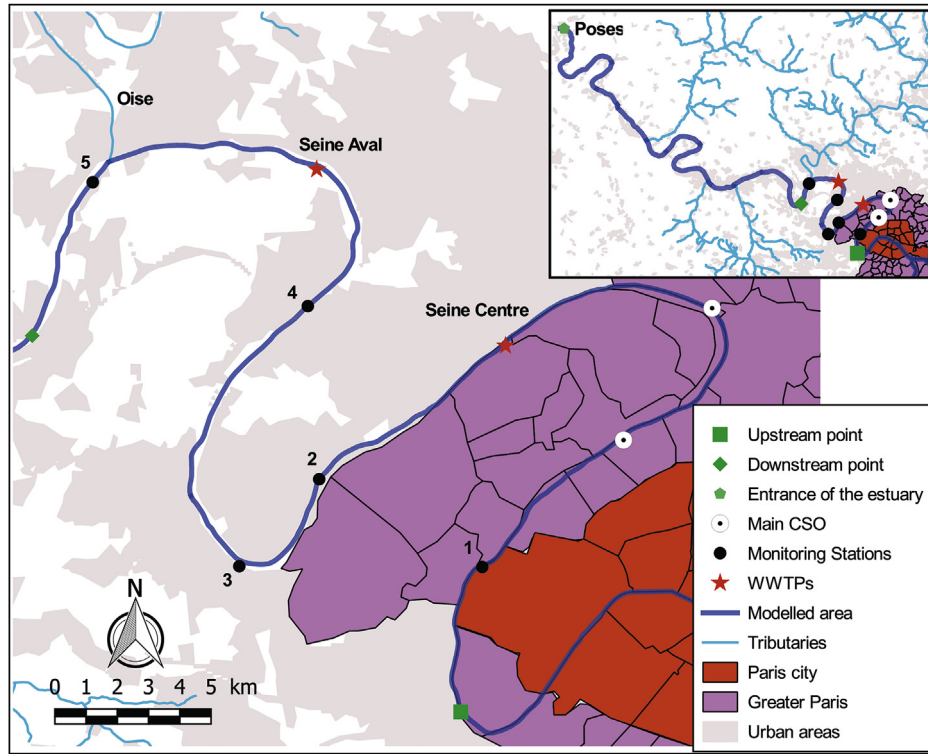 Poses
Oise
Seine Aval
5
4
Seine Centre
2
1
3
N
0 1 2 3 4 5 km
Upstream point
Downstream point
Entrance of the estuary
Main CSO
Monitoring Stations
WWTPs
Modelled area
Tributaries
Paris city
Greater Paris
Urban areas